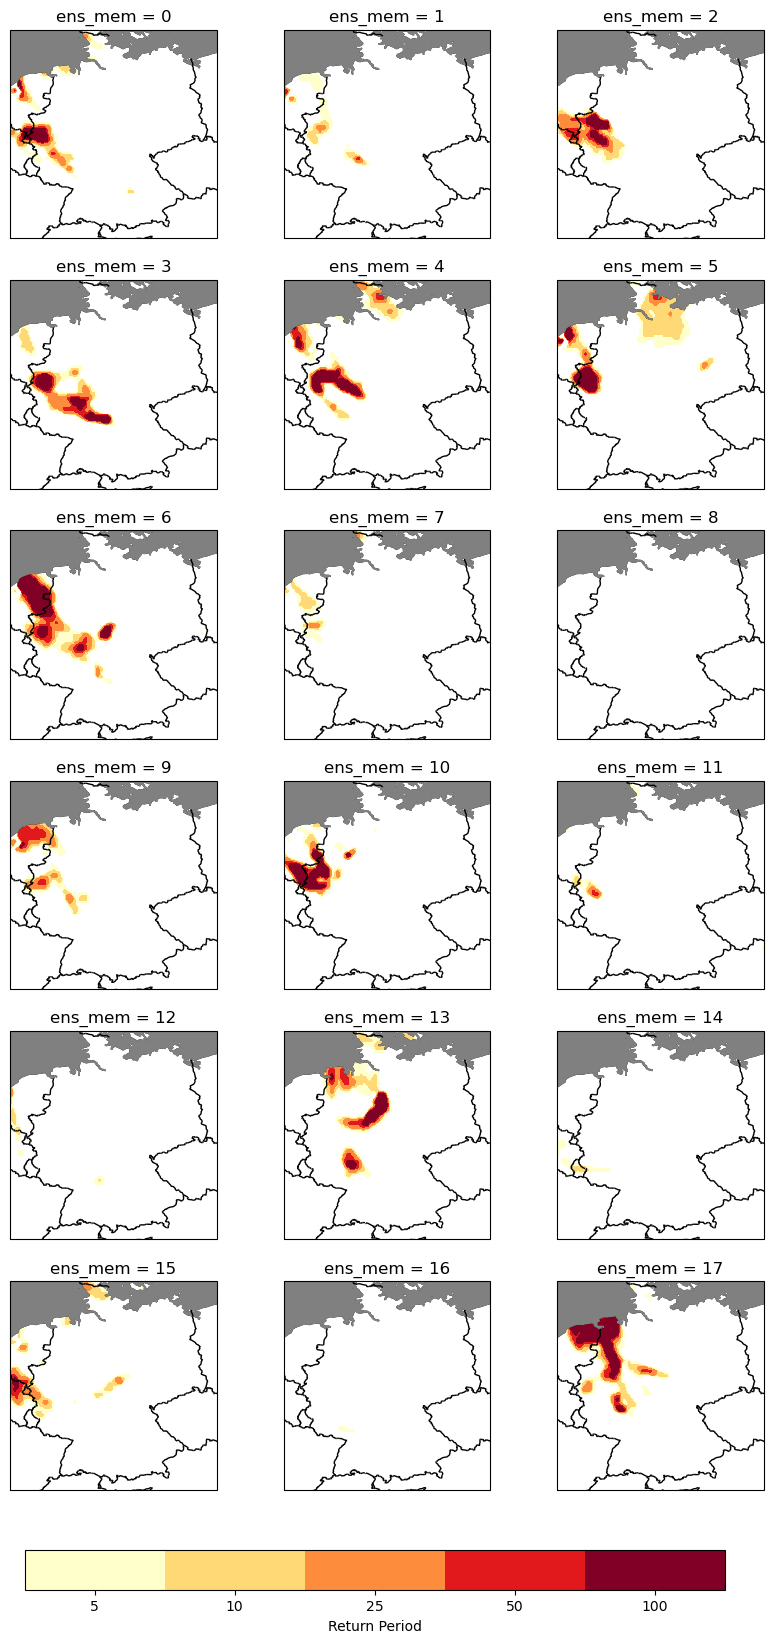 ens_mem = 0
ens_mem = 1
ens_mem = 2
ens_mem = 3
ens_mem = 4
ens_mem = 5
ens_mem = 6
ens_mem = 7
ens_mem = 8
ens_mem = 9
ens_mem = 10
ens_mem = 11
ens_mem = 12
ens_mem = 13
ens_mem = 14
ens_mem = 15
ens_mem = 16
ens_mem = 17
5 10 25 50 100
Return Period